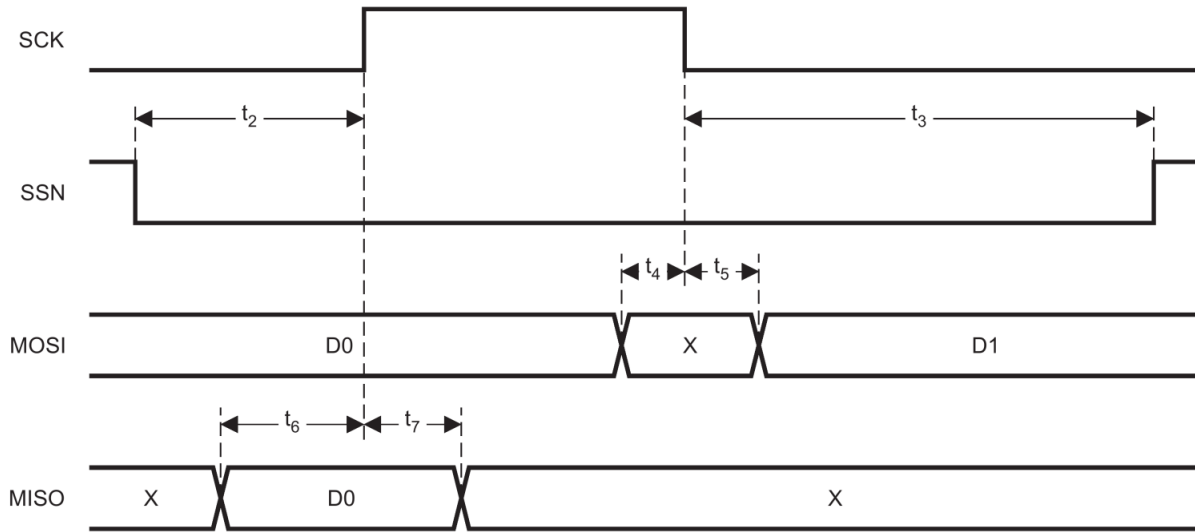 SCK
t2 t3
SSN
t4 t5
MOSI D0 X D1
t6 t7
MISO X D0 X